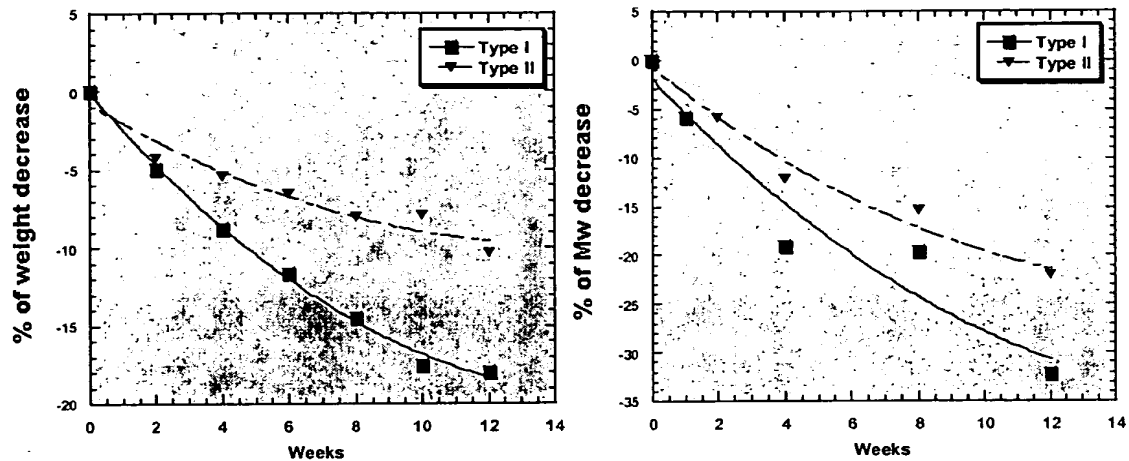 % of weight decrease
5
0
-5
-10
-15
-20
0 2 4 6 8 10 12 14
Weeks
Type I
Type II
% of Mw decrease
5
0
-5
-10
-15
-20
-25
-30
-35
0 2 4 6 8 10 12 14
Weeks
Type I
Type II